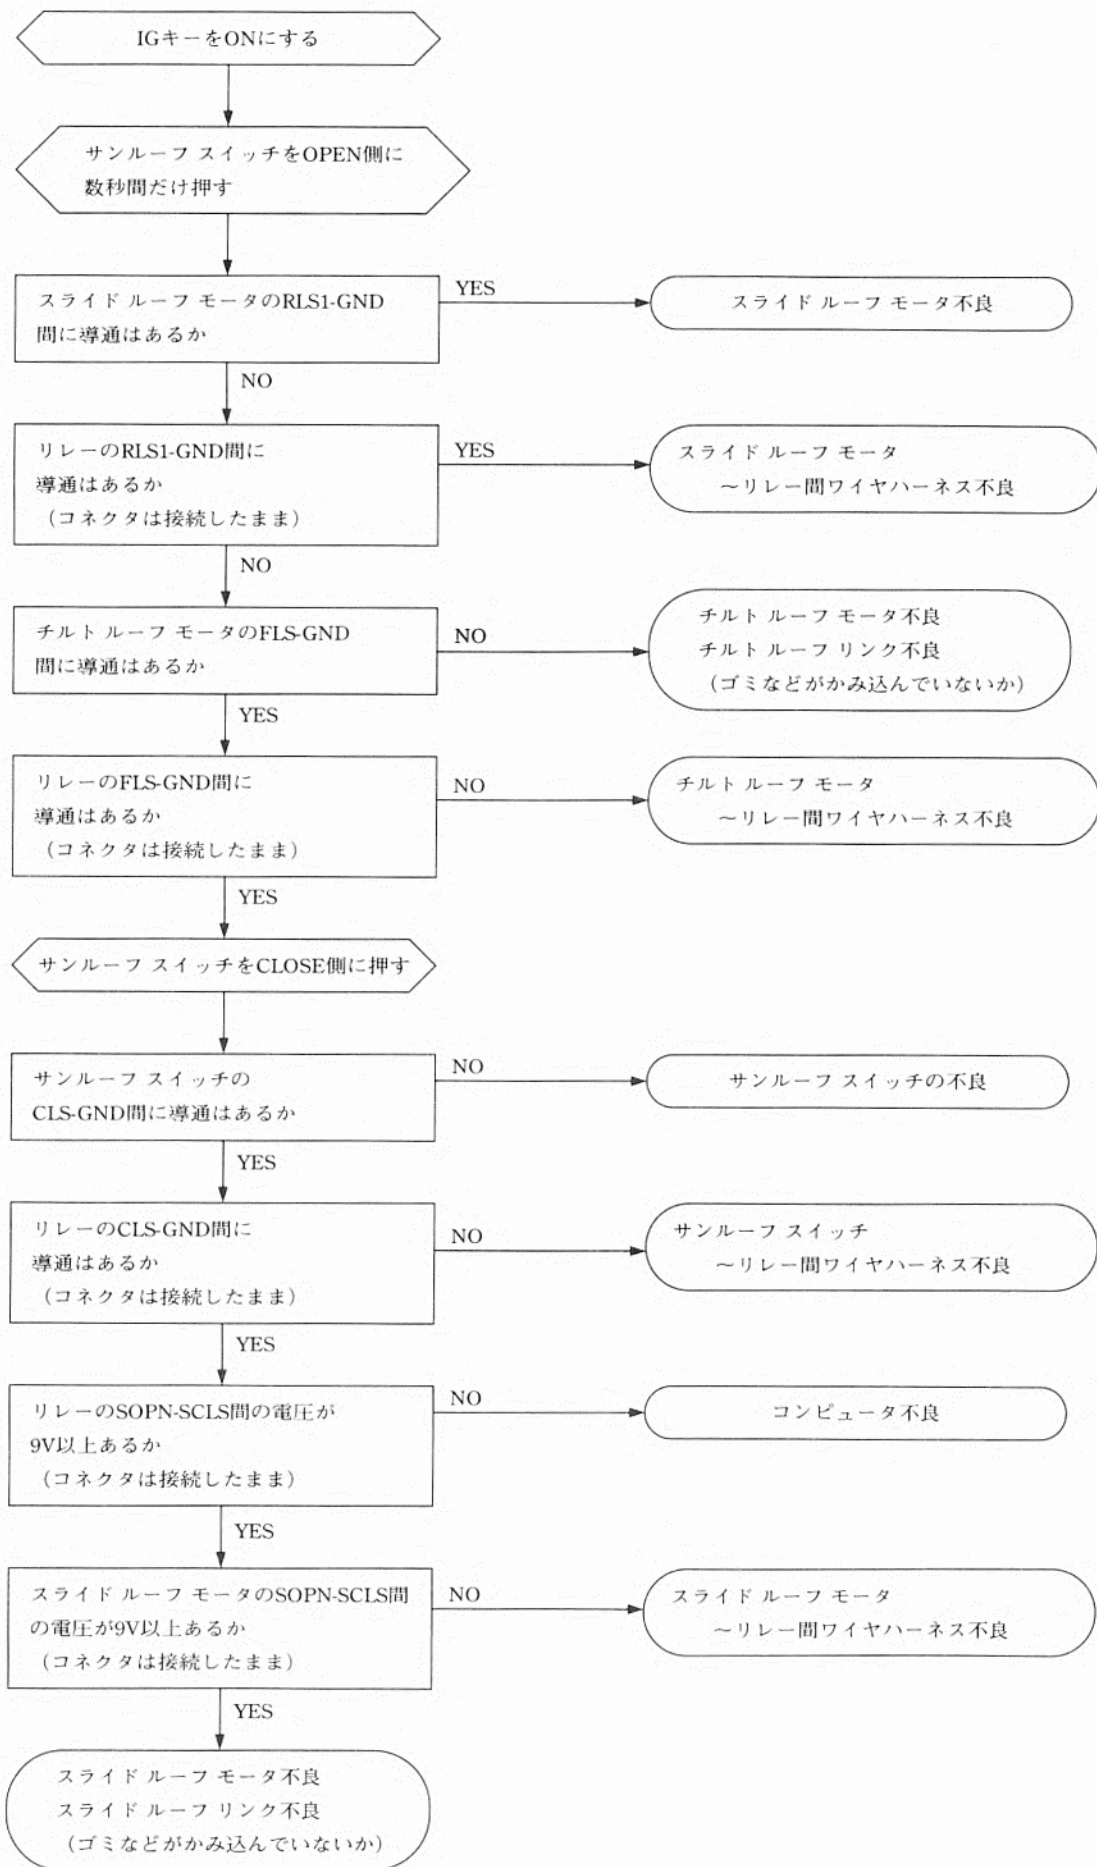 IGキーをONにする
サンルーフ スイッチをOPEN側に
数秒間だけ押す
スライド ルーフ モータのRLS1-GND
間に導通はあるか
YES
スライド ルーフ モータ不良
NO
リレーのRLS1-GND間に
導通はあるか
（コネクタは接続したまま）
YES
スライド ルーフ モータ
～リレー間ワイヤハーネス不良
NO
チルト ルーフ モータのFLS-GND
間に導通はあるか
NO
チルト ルーフ モータ不良
チルト ルーフ リンク不良
（ゴミなどがかみ込んでいないか）
YES
リレーのFLS-GND間に
導通はあるか
（コネクタは接続したまま）
NO
チルト ルーフ モータ
～リレー間ワイヤハーネス不良
YES
サンルーフ スイッチをCLOSE側に押す
サンルーフ スイッチの
CLS-GND間に導通はあるか
NO
サンルーフ スイッチの不良
YES
リレーのCLS-GND間に
導通はあるか
（コネクタは接続したまま）
NO
サンルーフ スイッチ
～リレー間ワイヤハーネス不良
YES
リレーのSOPN-SCLS間の電圧が
9V以上あるか
（コネクタは接続したまま）
NO
コンピュータ不良
YES
スライド ルーフ モータのSOPN-SCLS間
の電圧が9V以上あるか
（コネクタは接続したまま）
NO
スライド ルーフ モータ
～リレー間ワイヤハーネス不良
YES
スライド ルーフ モータ不良
スライド ルーフ リンク不良
（ゴミなどがかみ込んでいないか）